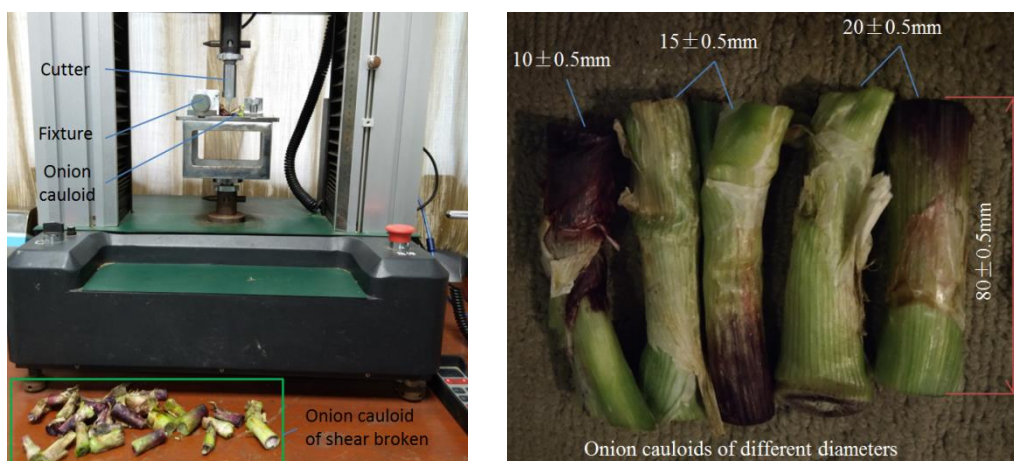 Cutter
Fixture
Onion
cauloid
Onion cauloid
of shear broken
10±0.5mm
15±0.5mm
20±0.5mm
80±0.5mm
Onion cauloids of different diameters